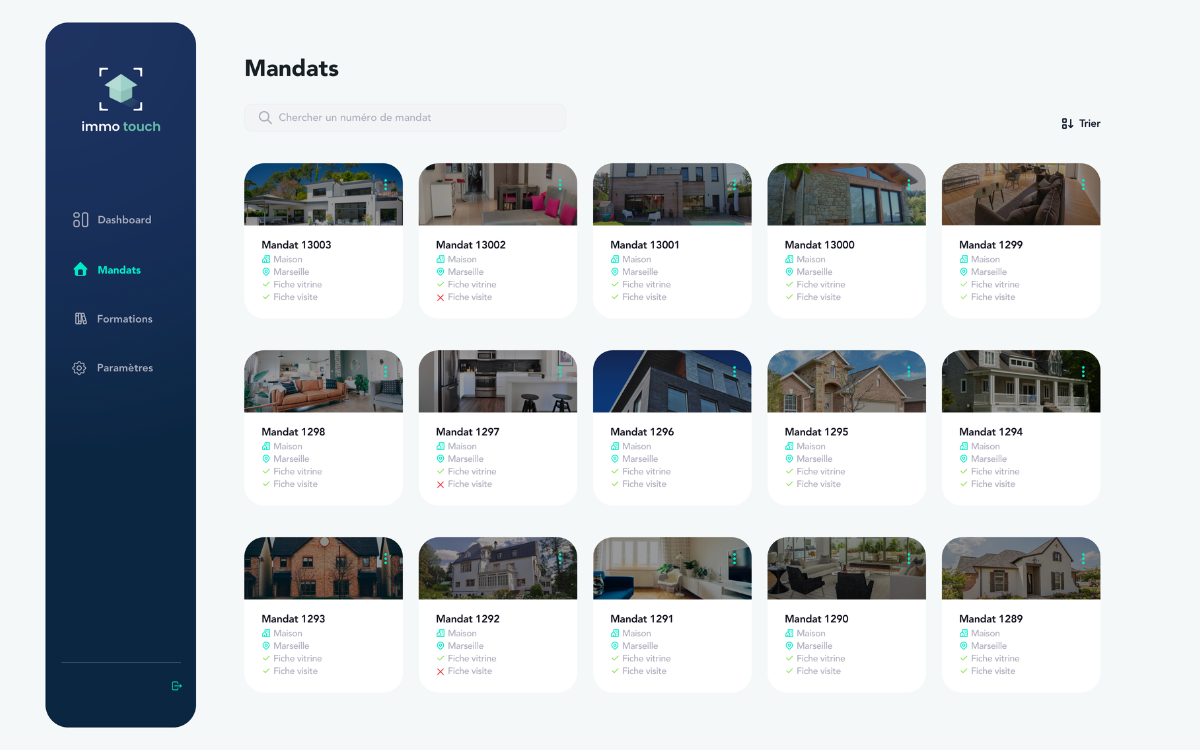 immo touch
Dashboard
Mandats
Formations
Paramètres
Mandats
Chercher un numéro de mandat
Trier
Mandat 13003
Maison
Marseille
Fiche vitrine
Fiche visite
Mandat 13002
Maison
Marseille
Fiche vitrine
Fiche visite
Mandat 13001
Maison
Marseille
Fiche vitrine
Fiche visite
Mandat 13000
Maison
Marseille
Fiche vitrine
Fiche visite
Mandat 1299
Maison
Marseille
Fiche vitrine
Fiche visite
Mandat 1298
Maison
Marseille
Fiche vitrine
Fiche visite
Mandat 1297
Maison
Marseille
Fiche vitrine
Fiche visite
Mandat 1296
Maison
Marseille
Fiche vitrine
Fiche visite
Mandat 1295
Maison
Marseille
Fiche vitrine
Fiche visite
Mandat 1294
Maison
Marseille
Fiche vitrine
Fiche visite
Mandat 1293
Maison
Marseille
Fiche vitrine
Fiche visite
Mandat 1292
Maison
Marseille
Fiche vitrine
Fiche visite
Mandat 1291
Maison
Marseille
Fiche vitrine
Fiche visite
Mandat 1290
Maison
Marseille
Fiche vitrine
Fiche visite
Mandat 1289
Maison
Marseille
Fiche vitrine
Fiche visite